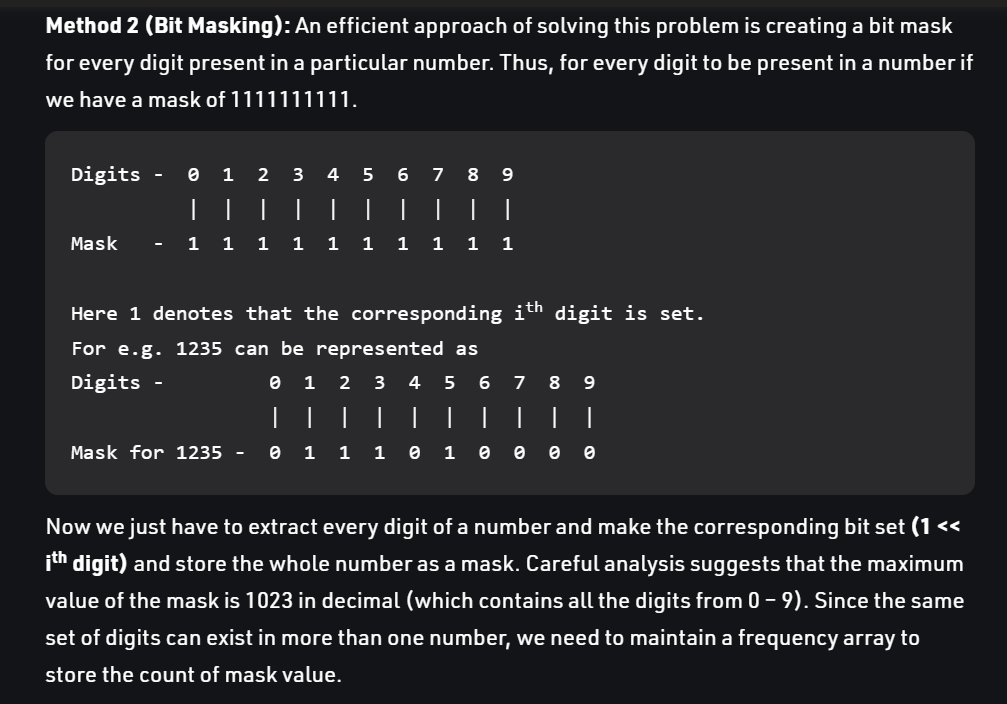 Method 2 (Bit Masking): An efficient approach of solving this problem is creating a bit mask
for every digit present in a particular number. Thus, for every digit to be present in a number if
we have a mask of 1111111111.
Digits - 0 1 2 3 4 5 6 7 8 9
| | | | | | | | | |
Mask - 1 1 1 1 1 1 1 1 1 1
Here 1 denotes that the corresponding iᵗʰ digit is set.
For e.g. 1235 can be represented as
Digits - 0 1 2 3 4 5 6 7 8 9
| | | | | | | | | |
Mask for 1235 - 0 1 1 1 0 1 0 0 0 0
Now we just have to extract every digit of a number and make the corresponding bit set (1 <<
iᵗʰ digit) and store the whole number as a mask. Careful analysis suggests that the maximum
value of the mask is 1023 in decimal (which contains all the digits from 0 – 9). Since the same
set of digits can exist in more than one number, we need to maintain a frequency array to
store the count of mask value.